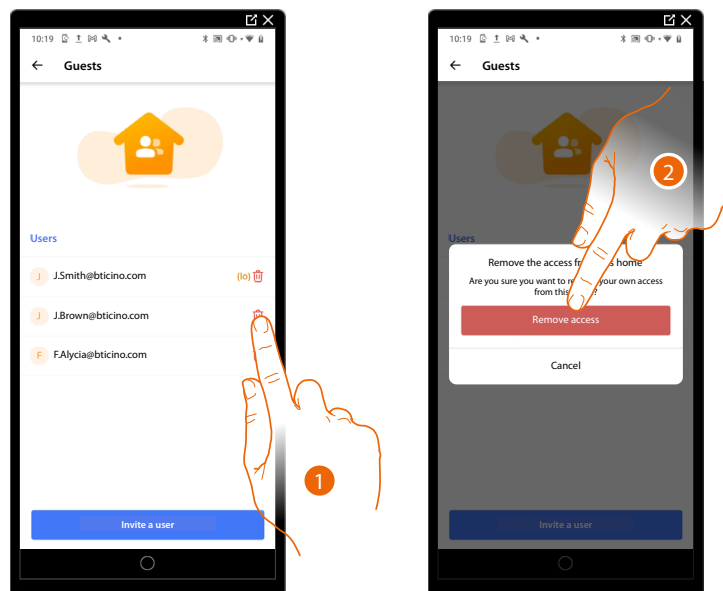 10:19
Guests
Users
J J.Smith@bticino.com (Io)
J J.Brown@bticino.com
F F.Alycia@bticino.com
Invite a user
1
10:19
Guests
Users
Remove the access home
Are you sure you want to your own access
from this
Remove access
Cancel
Invite a user
2